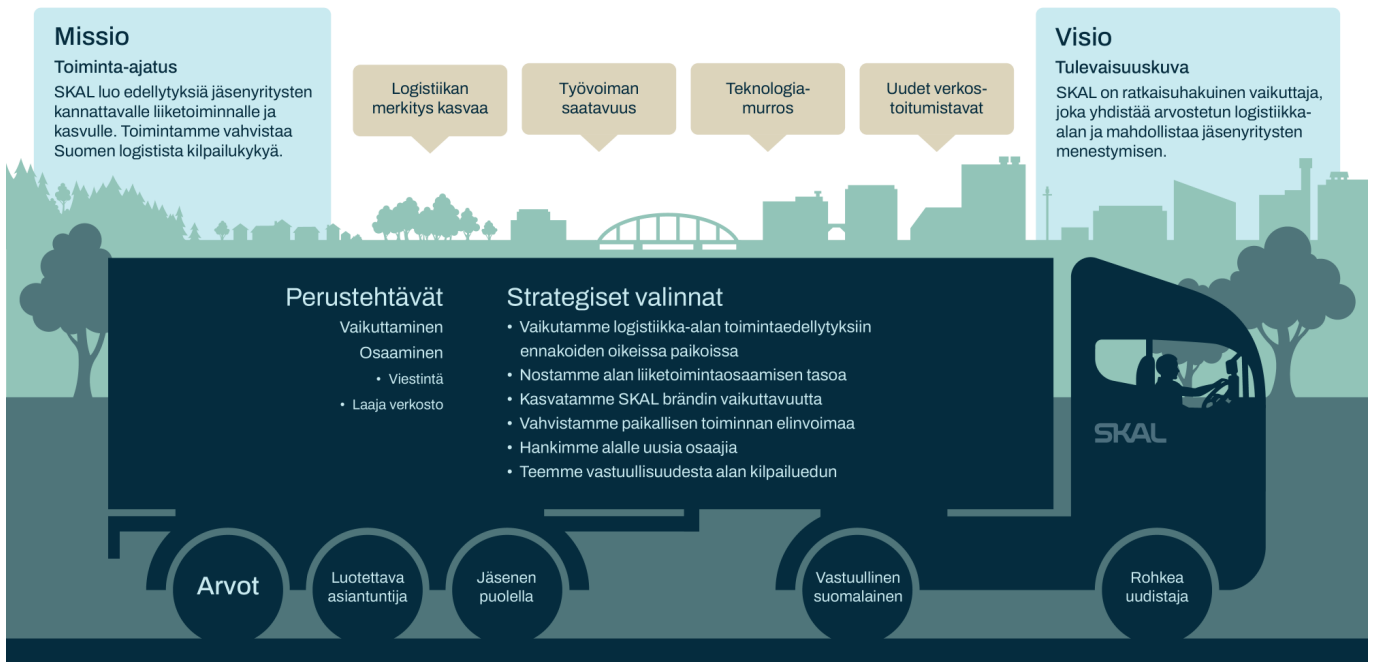 Missio
Toiminta-ajatus
SKAL luo edellytyksiä jäsenyritysten
kannattavalle liiketoiminnalle ja
kasvulle. Toimintamme vahvistaa
Suomen logistista kilpailukykyä.
Logistiikan
merkitys kasvaa
Työvoiman
saatavuus
Teknologia-
murros
Uudet verkos-
toitumistavat
Visio
Tulevaisuuskuva
SKAL on ratkaisuhakuinen vaikuttaja,
joka yhdistää arvostetun logistiikka-
alan ja mahdollistaa jäsenyritysten
menestymisen.
Perustehtävät
Vaikuttaminen
Osaaminen
• Viestintä
• Laaja verkosto
Strategiset valinnat
• Vaikutamme logistiikka-alan toimintaedellytyksiin
ennakoiden oikeissa paikoissa
• Nostamme alan liiketoimintaosaamisen tasoa
• Kasvatamme SKAL brändin vaikuttavuutta
• Vahvistamme paikallisen toiminnan elinvoimaa
• Hankimme alalle uusia osaajia
• Teemme vastuullisuudesta alan kilpailuedun
SKAL
Arvot
Luotettava
asiantuntija
Jäsenen
puolella
Vastuullinen
suomalainen
Rohkea
uudistaja